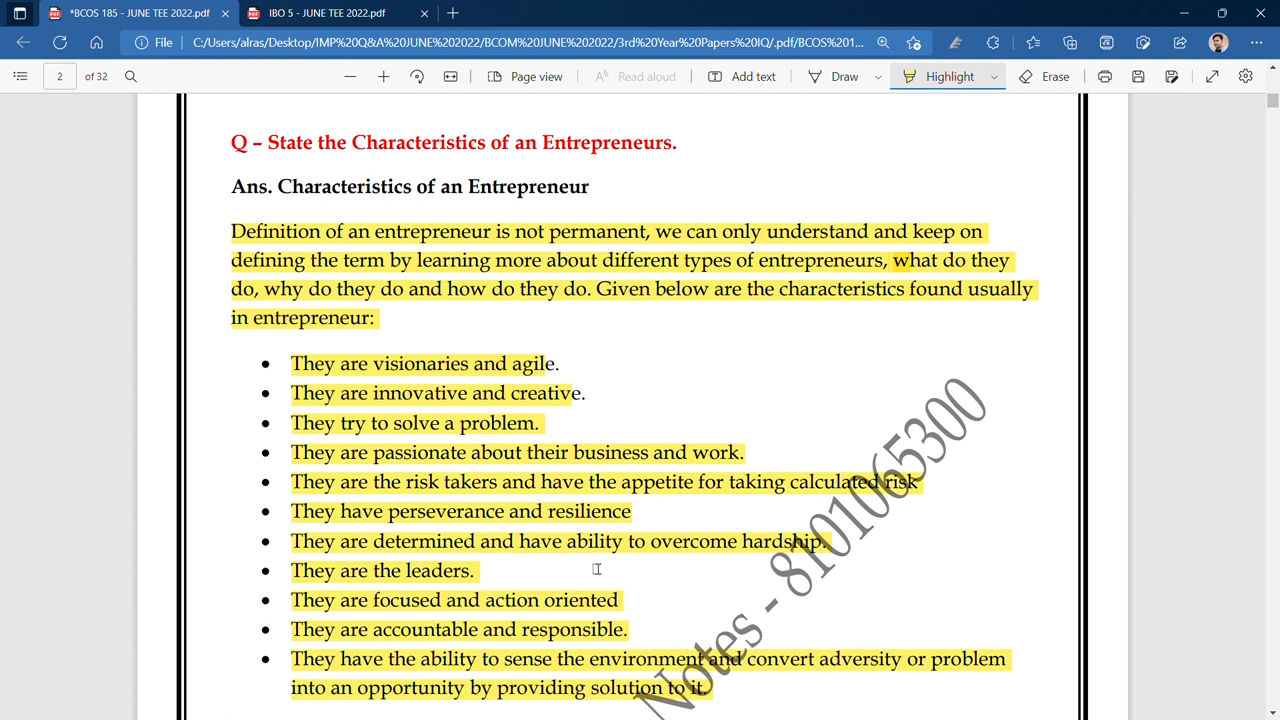 *BCOS 185 - JUNE TEE 2022.pdf
IBO 5 - JUNE TEE 2022.pdf
File
C:/Users/alras/Desktop/IMP%20Q&A%20JUNE%202022/BCOM%20JUNE%202022/3rd%20Year%20Papers%20IQ/.pdf/BCOS%201...
2 of 32
Page view
Read aloud
Add text
Draw
Highlight
Erase
Q – State the Characteristics of an Entrepreneurs.
Ans. Characteristics of an Entrepreneur
Definition of an entrepreneur is not permanent, we can only understand and keep on
defining the term by learning more about different types of entrepreneurs, what do they
do, why do they do and how do they do. Given below are the characteristics found usually
in entrepreneur:
• They are visionaries and agile.
• They are innovative and creative.
• They try to solve a problem.
• They are passionate about their business and work.
• They are the risk takers and have the appetite for taking calculated risk
• They have perseverance and resilience
• They are determined and have ability to overcome hardship.
• They are the leaders.
• They are focused and action oriented
• They are accountable and responsible.
• They have the ability to sense the environment and convert adversity or problem
into an opportunity by providing solution to it.
Notes - 8101065300